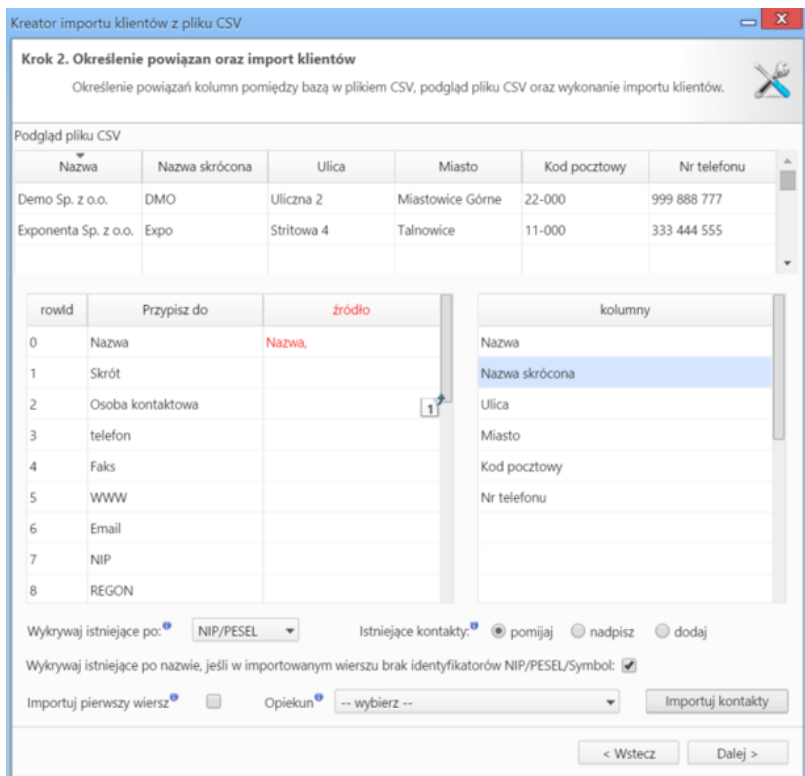 Kreator importu klientów z pliku CSV
Krok 2. Określenie powiązan oraz import klientów
Określenie powiązań kolumn pomiędzy bazą w plikiem CSV, podgląd pliku CSV oraz wykonanie importu klientów.
Podgląd pliku CSV
Nazwa Nazwa skrócona Ulica Miasto Kod pocztowy Nr telefonu
Demo Sp. z o.o. DMO Uliczna 2 Miastowice Górne 22-000 999 888 777
Exponenta Sp. z o.o. Expo Stritowa 4 Talnowice 11-000 333 444 555
rowId Przypisz do źródło
0 Nazwa Nazwa,
1 Skrót
2 Osoba kontaktowa
3 telefon
4 Faks
5 WWW
6 Email
7 NIP
8 REGON
1
kolumny
Nazwa
Nazwa skrócona
Ulica
Miasto
Kod pocztowy
Nr telefonu
Wykrywaj istniejące po: NIP/PESEL Istniejące kontakty: pomijaj nadpisz dodaj
Wykrywaj istniejące po nazwie, jeśli w importowanym wierszu brak identyfikatorów NIP/PESEL/Symbol:
Importuj pierwszy wiersz Opiekun -- wybierz -- Importuj kontakty
< Wstecz Dalej >